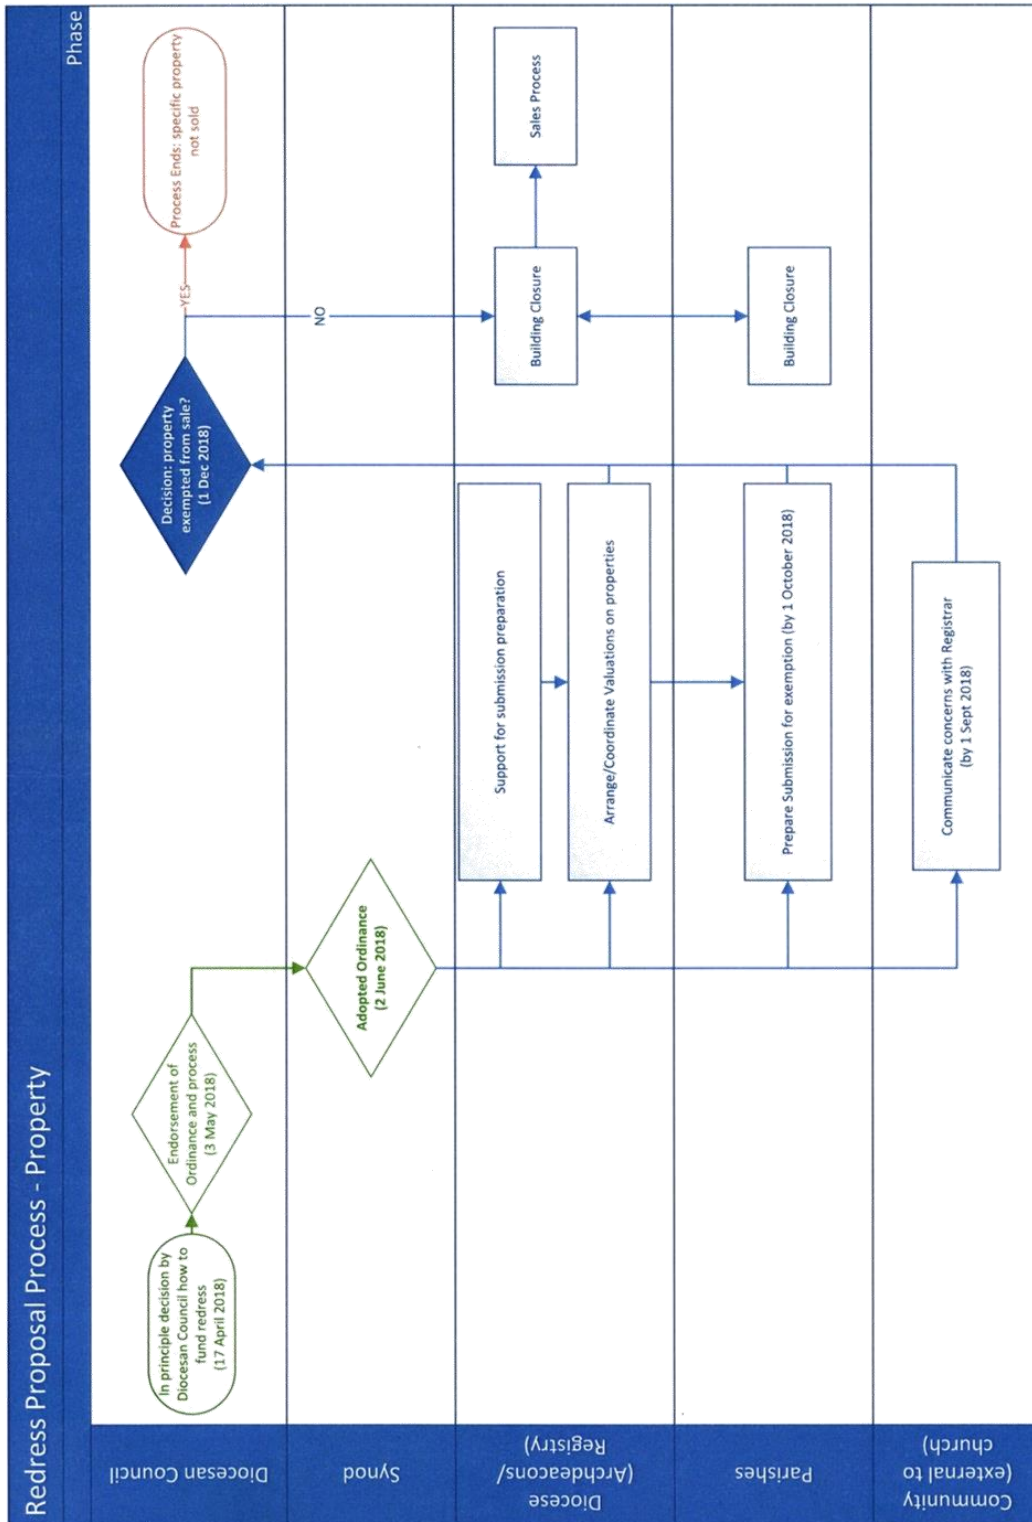 Redress Proposal Process - Property
Phase
Diocesan Council
In principle decision by
Diocesan Council how to
fund redress
(17 April 2018)
Endorsement of
Ordinance and process
(3 May 2018)
Decision: property
exempted from sale?
(1 Dec 2018)
YES
Process Ends: specific property
not sold
NO
Synod
Adopted Ordinance
(2 June 2018)
Diocese
(Archdeacons/
Registry)
Support for submission preparation
Arrange/Coordinate Valuations on properties
Building Closure
Sales Process
Parishes
Prepare Submission for exemption (by 1 October 2018)
Building Closure
Community
(external to
church)
Communicate concerns with Registrar
(by 1 Sept 2018)